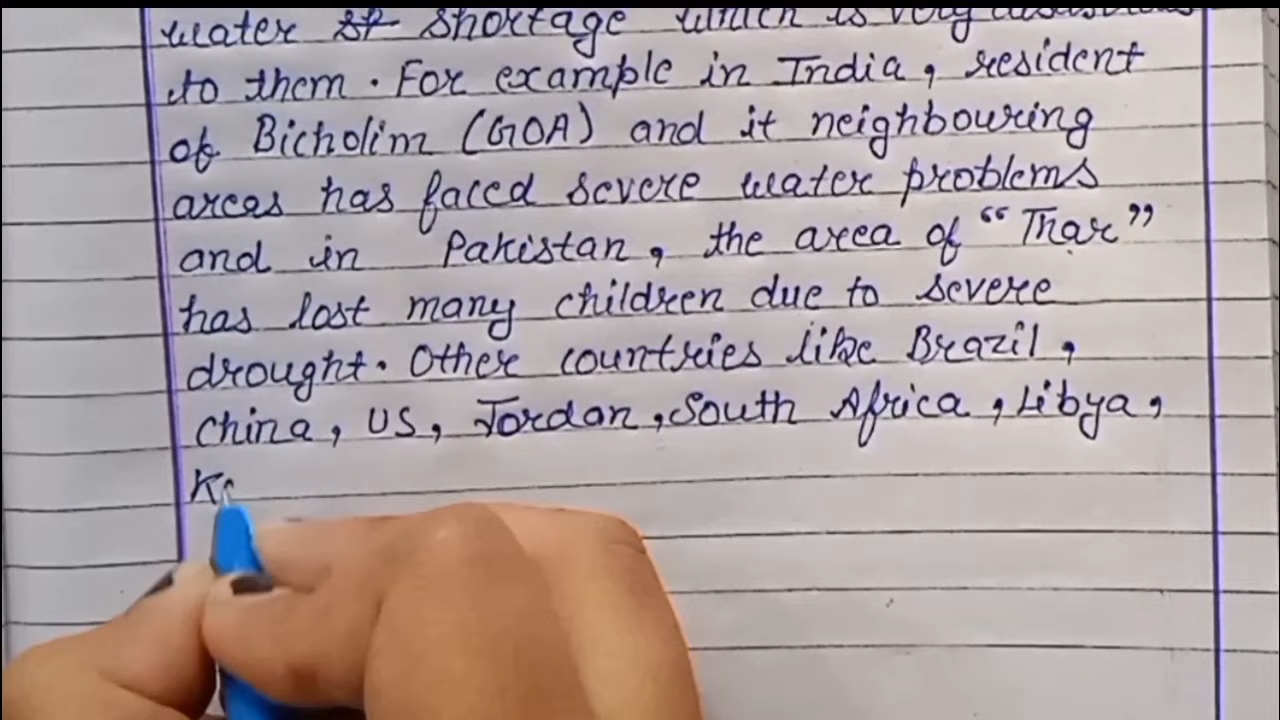 water shortage which is very disastrous
to them. For example in India, resident
of Bicholim (GOA) and it neighbouring
areas has faced severe water problems
and in Pakistan, the area of “Thar”
has lost many children due to severe
drought. Other countries like Brazil,
China, US, Jordan, South Africa, Libya,